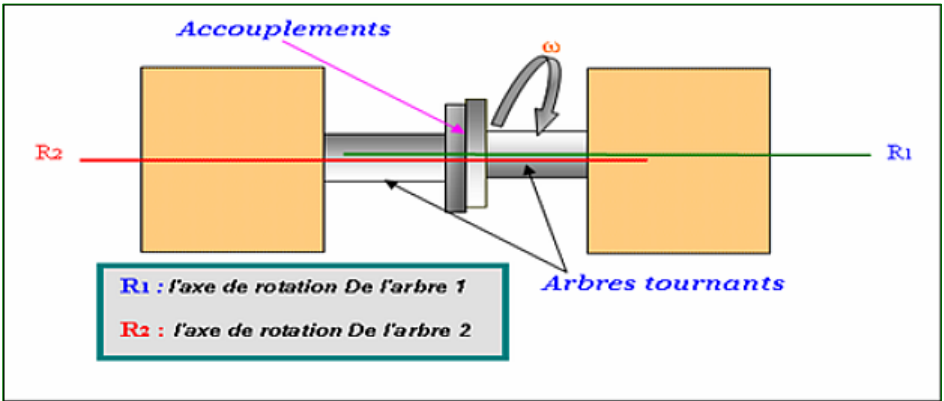 Accouplements
ω
R2
R1
Arbres tournants
R1 : l'axe de rotation De l'arbre 1
R2 : l'axe de rotation De l'arbre 2